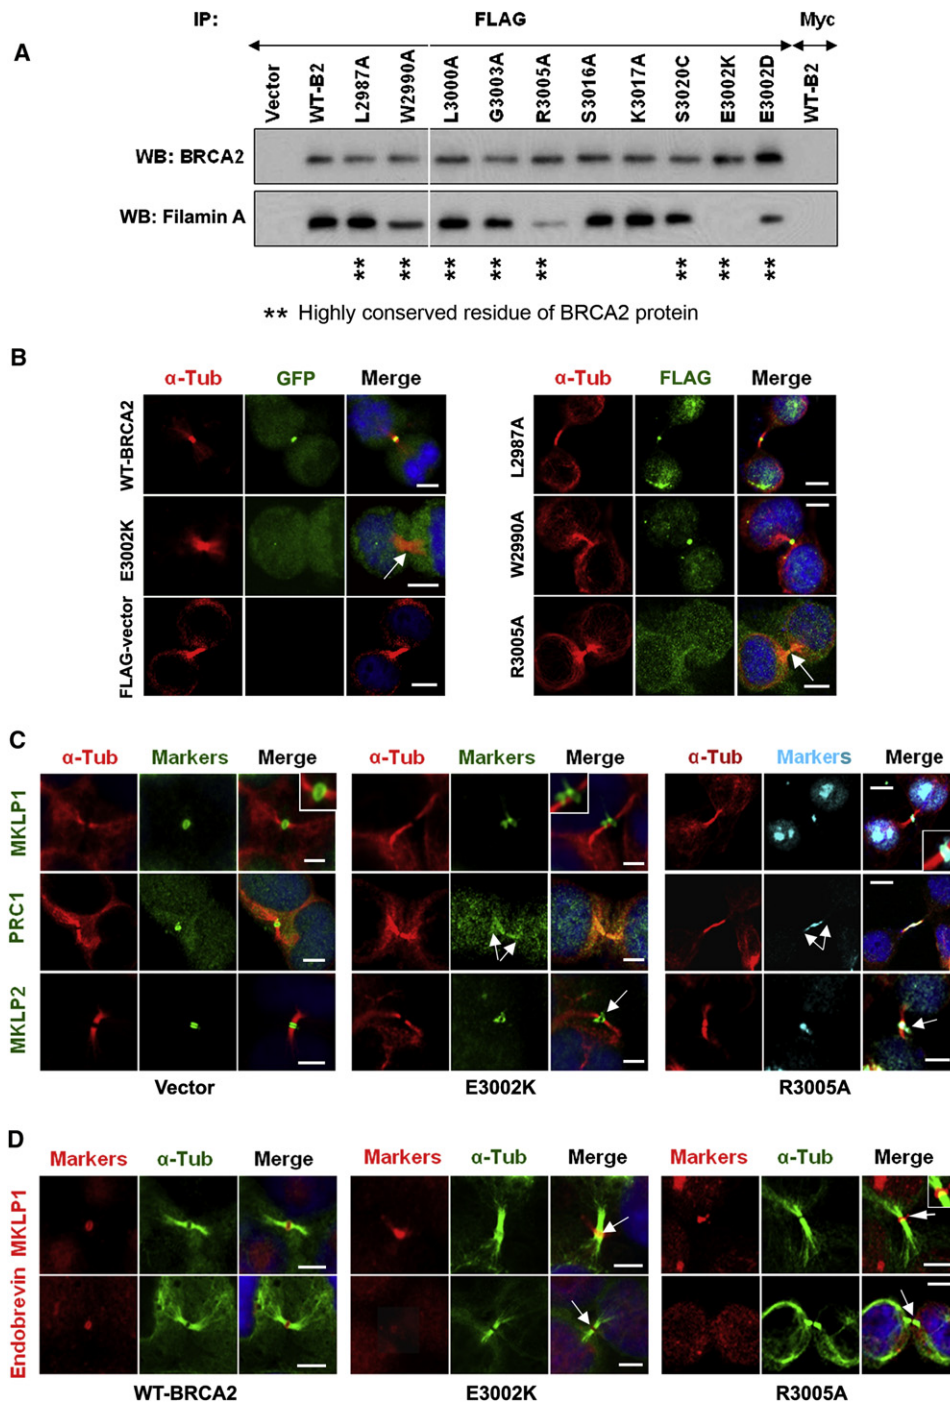 IP: FLAG Myc
A
Vector WT-B2 L2987A W2990A L3000A G3003A R3005A S3016A K3017A S3020C E3002K E3002D WT-B2
WB: BRCA2
WB: Filamin A
** ** ** ** ** ** ** **
** Highly conserved residue of BRCA2 protein
B
α-Tub GFP Merge α-Tub FLAG Merge
WT-BRCA2 L2987A
E3002K W2990A
FLAG-vector R3005A
C
α-Tub Markers Merge α-Tub Markers Merge α-Tub Markers Merge
MKLP1
PRC1
MKLP2
Vector E3002K R3005A
D
Markers α-Tub Merge Markers α-Tub Merge Markers α-Tub Merge
MKLP1
Endobrevin
WT-BRCA2 E3002K R3005A